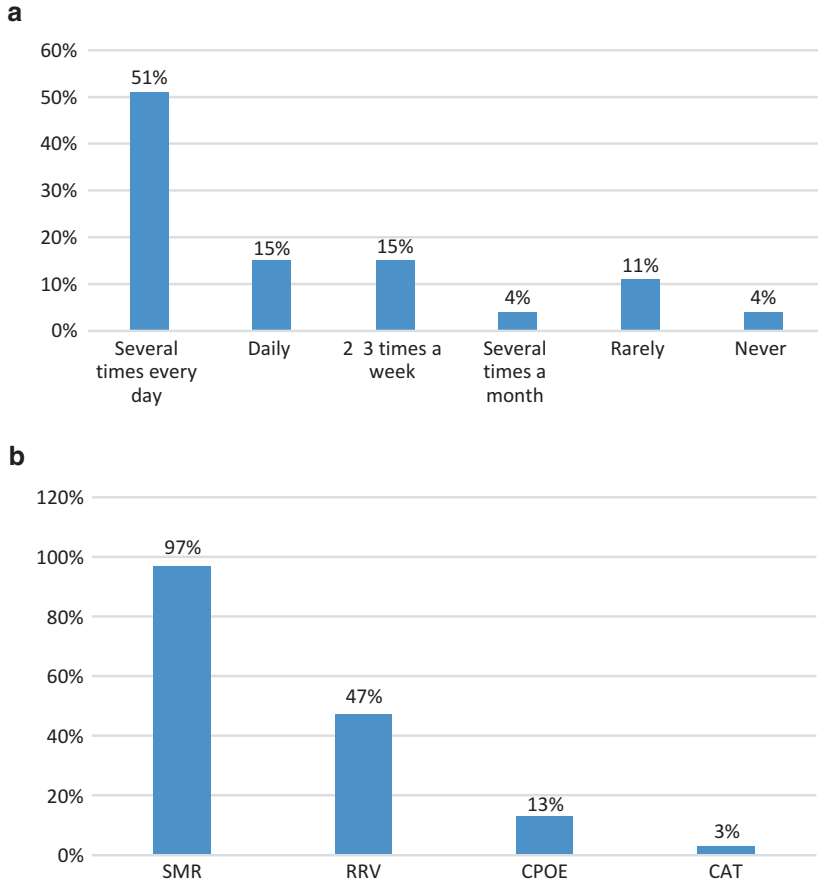 a
60%
51%
50%
40%
30%
20%
15%
15%
11%
10%
4%
4%
0%
Several
times every
day
Daily
2 3 times a
week
Several
times a
month
Rarely
Never
b
120%
100%
97%
80%
60%
47%
40%
20%
13%
3%
0%
SMR
RRV
CPOE
CAT